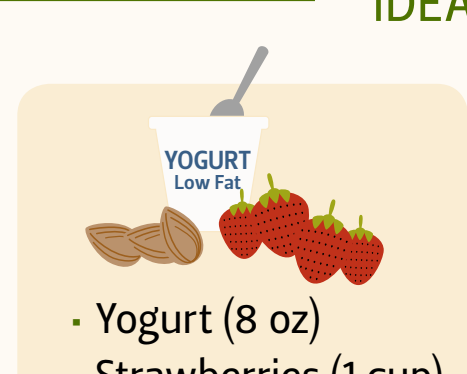 IDEA
YOGURT
Low Fat
▪ Yogurt (8 oz)
Strawberries (1 cup)